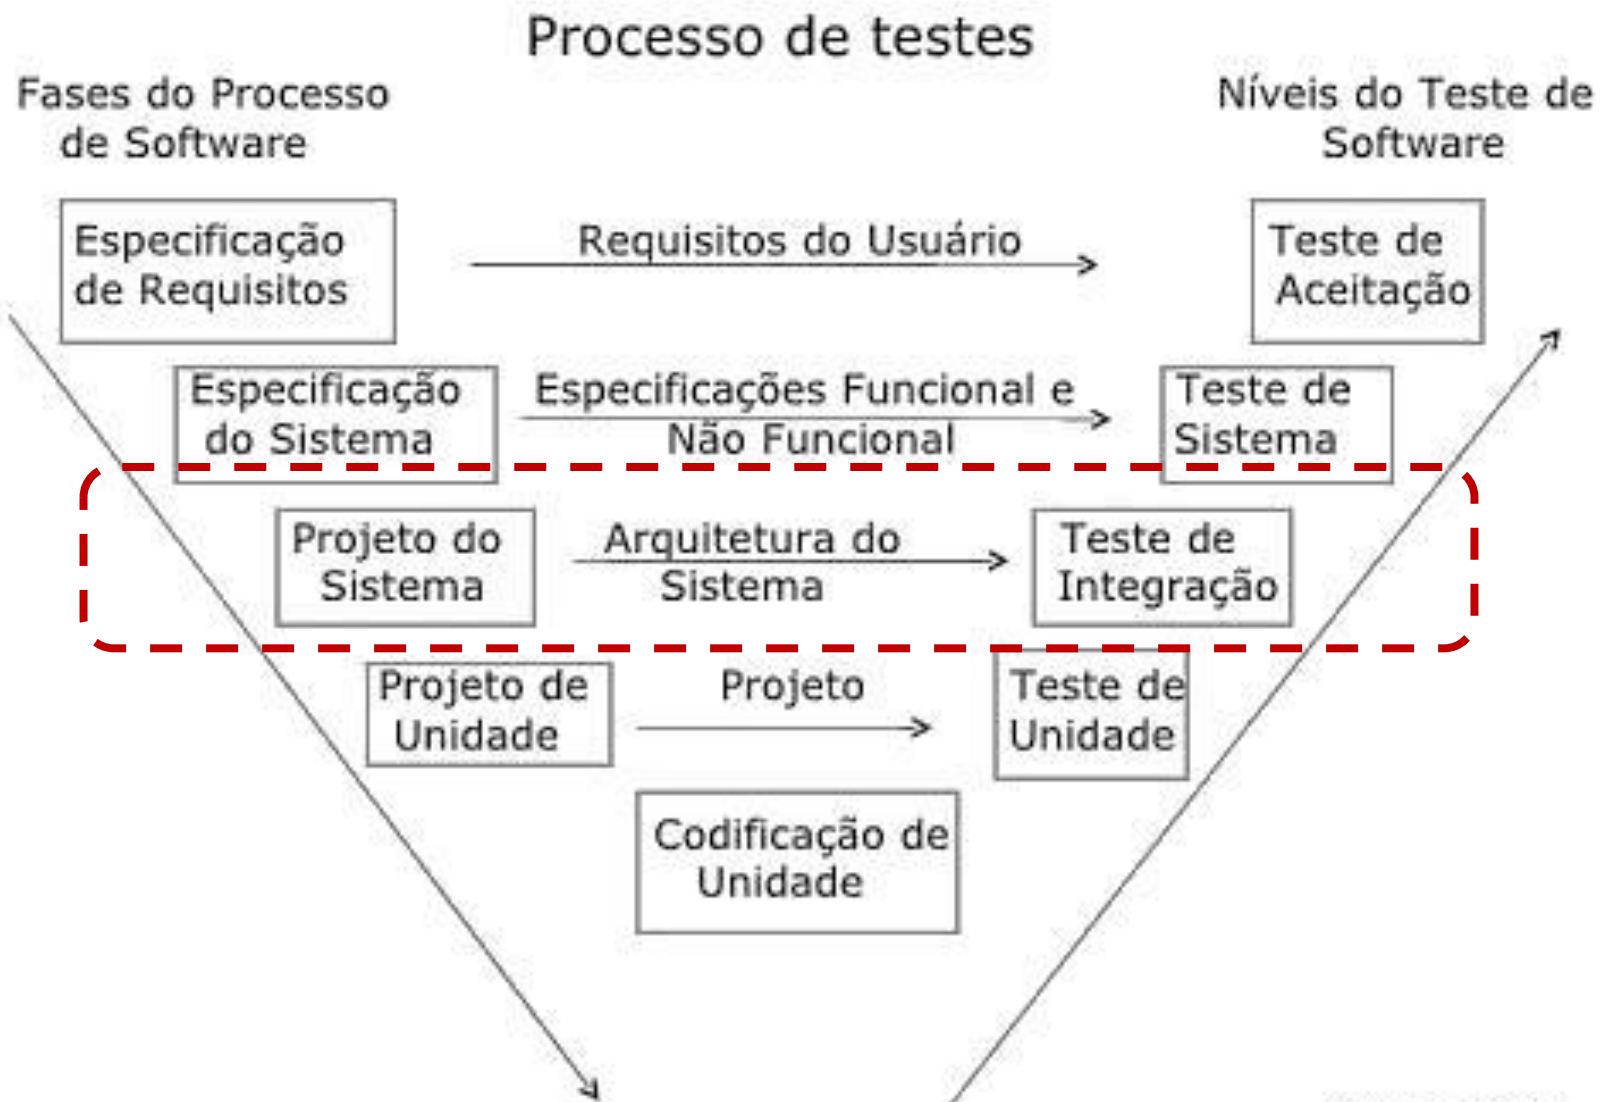 Processo de testes
Fases do Processo
de Software
Níveis do Teste de
Software
Especificação
de Requisitos
Requisitos do Usuário
Teste de
Aceitação
Especificação
do Sistema
Especificações Funcional e
Não Funcional
Teste de
Sistema
Projeto do
Sistema
Arquitetura do
Sistema
Teste de
Integração
Projeto de
Unidade
Projeto
Teste de
Unidade
Codificação de
Unidade